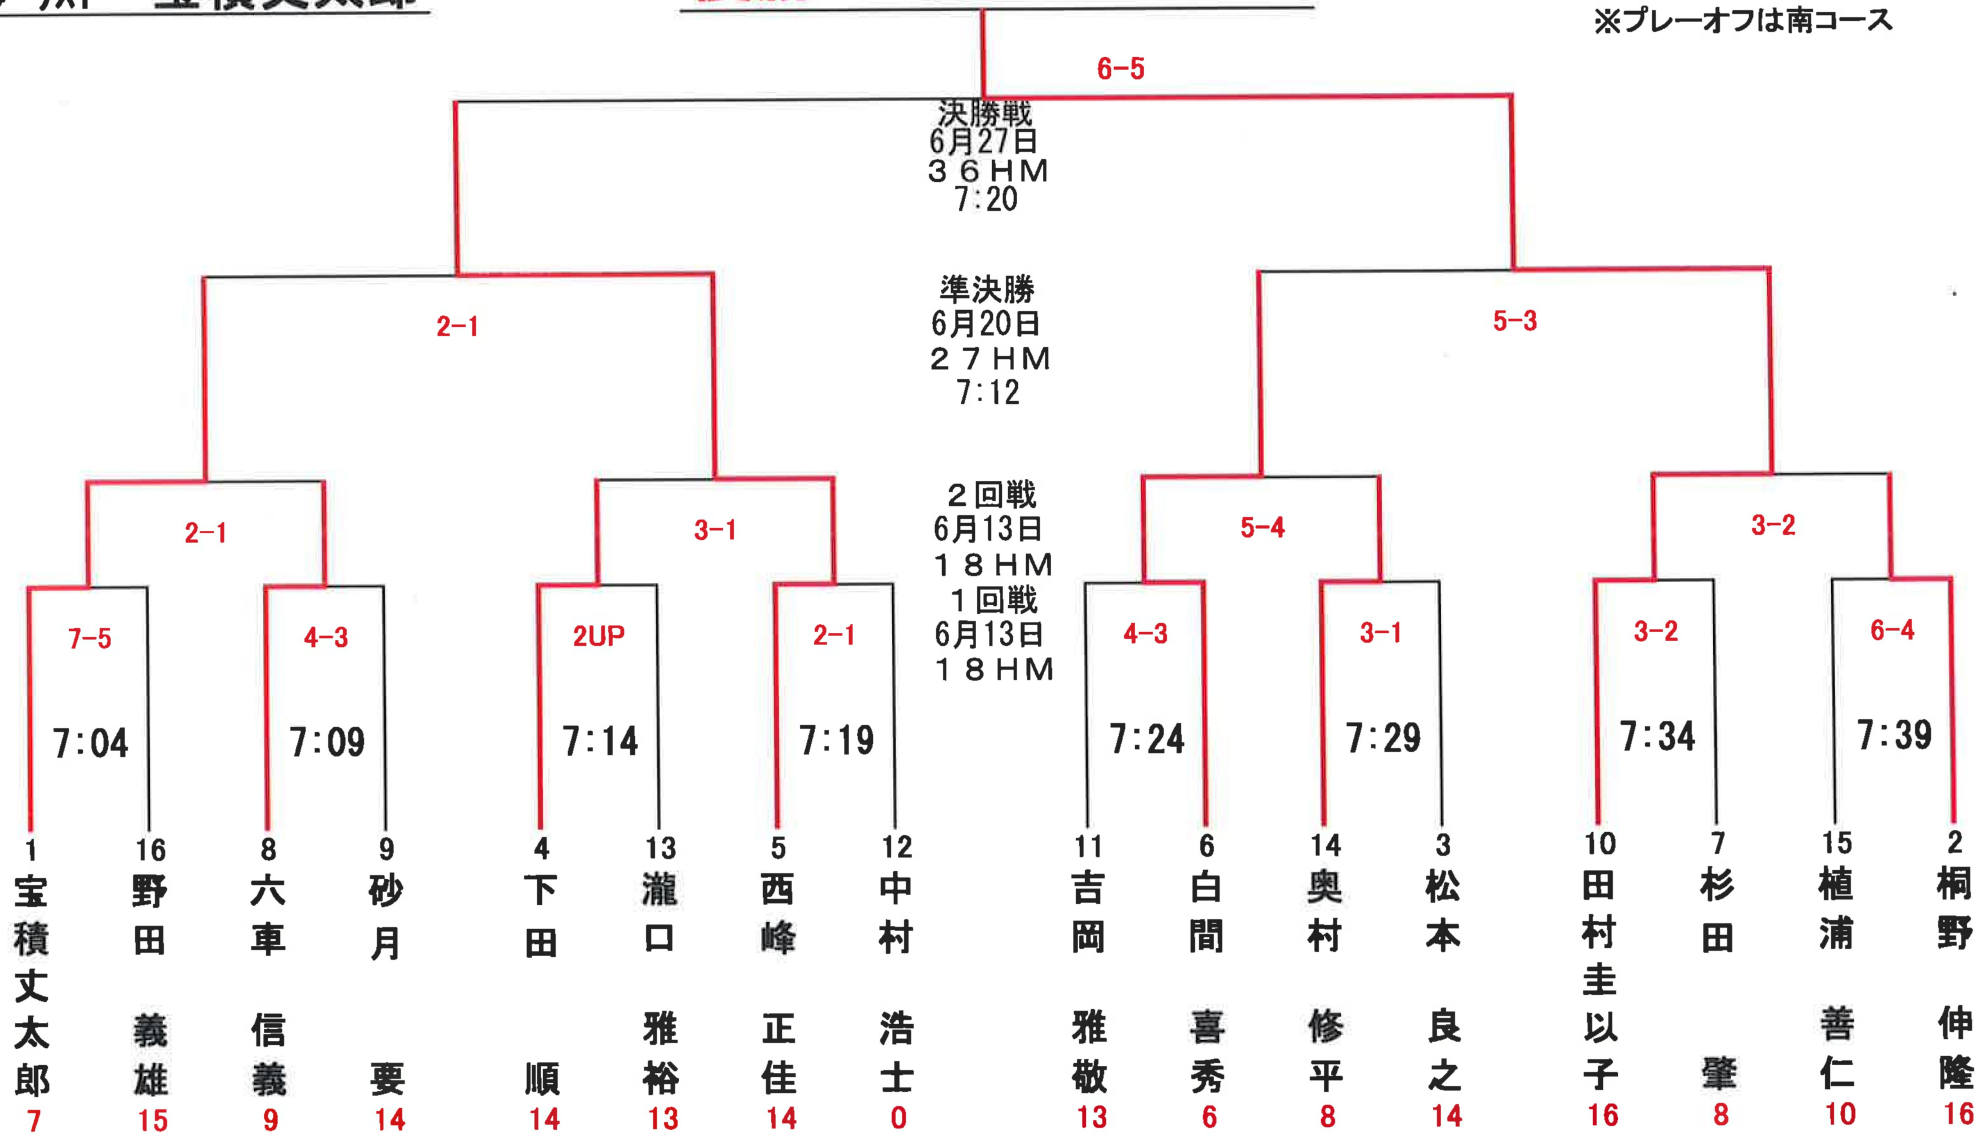 ※プレーオフは南コース
6-5
決勝戦
6月27日
３６HM
7:20
準決勝
6月20日
２７HM
7:12
2-1
5-3
２回戦
6月13日
１８HM
2-1
3-1
5-4
3-2
１回戦
6月13日
１８HM
7-5
4-3
2UP
2-1
4-3
3-1
3-2
6-4
7:04
7:09
7:14
7:19
7:24
7:29
7:34
7:39
1
16
8
9
4
13
5
12
11
6
14
3
10
7
15
2
宝積丈太郎
野田 義雄
六車 信義
砂月 要
下田 順
瀧口 雅裕
西峰 正佳
中村 浩士
吉岡 雅敬
白間 喜秀
奥村 修平
松本 良之
田村圭以子
杉田 肇
植浦 善仁
桐野 伸隆
7
15
9
14
14
13
14
0
13
6
8
14
16
8
10
16